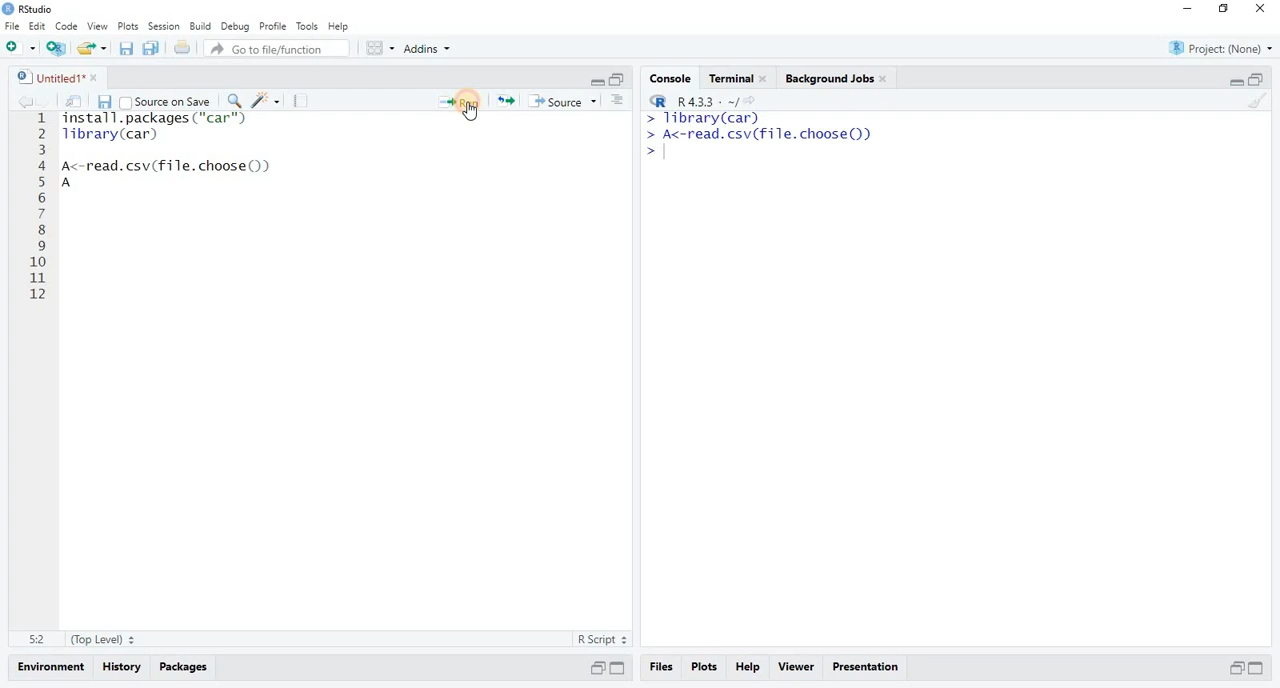 RStudio
File Edit Code View Plots Session Build Debug Profile Tools Help
Go to file/function Addins Project: (None)
Untitled1*
Source on Save Run Source
1 install.packages("car")
2 library(car)
3
4 A<-read.csv(file.choose())
5 A
6
7
8
9
10
11
12
5:2 (Top Level) R Script
Environment History Packages
Console Terminal Background Jobs
R 4.3.3 · ~/
> library(car)
> A<-read.csv(file.choose())
>
Files Plots Help Viewer Presentation